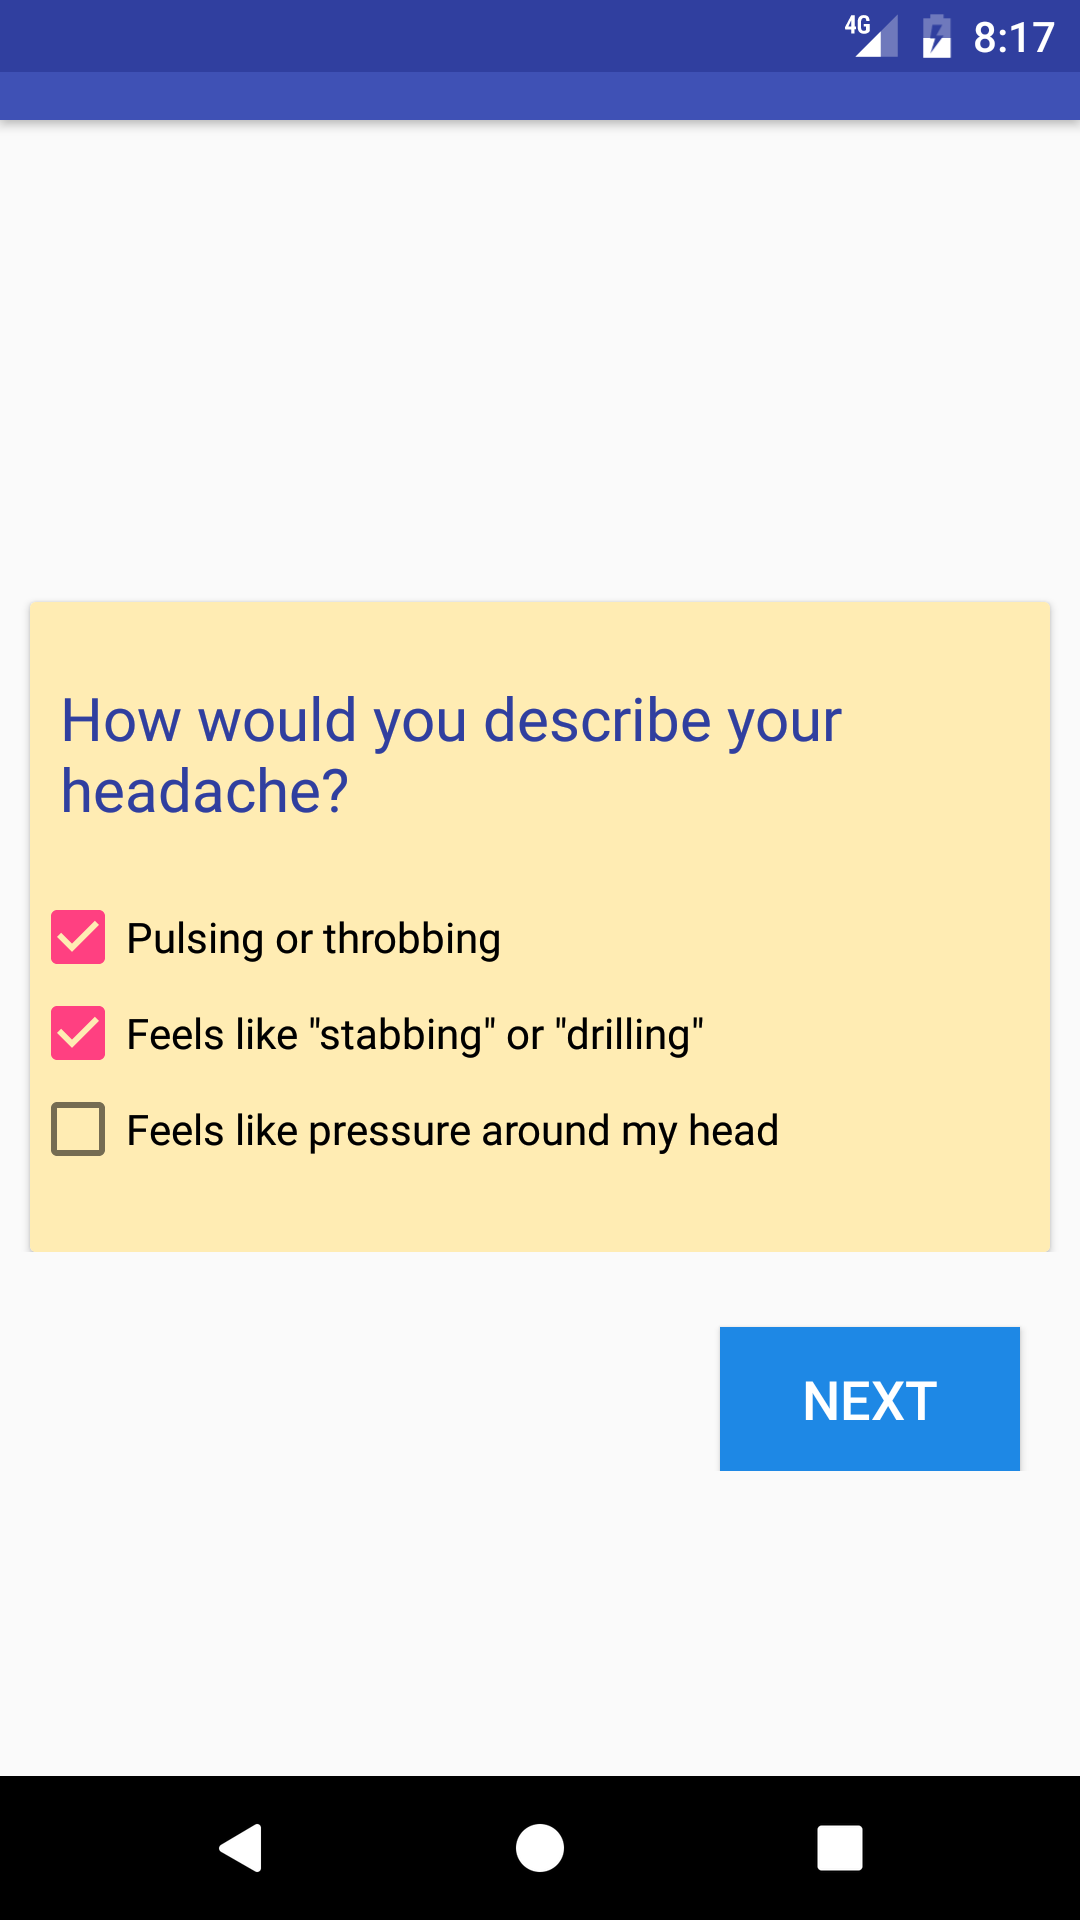 4G 8:17
How would you describe your
headache?
Pulsing or throbbing
Feels like "stabbing" or "drilling"
Feels like pressure around my head
NEXT